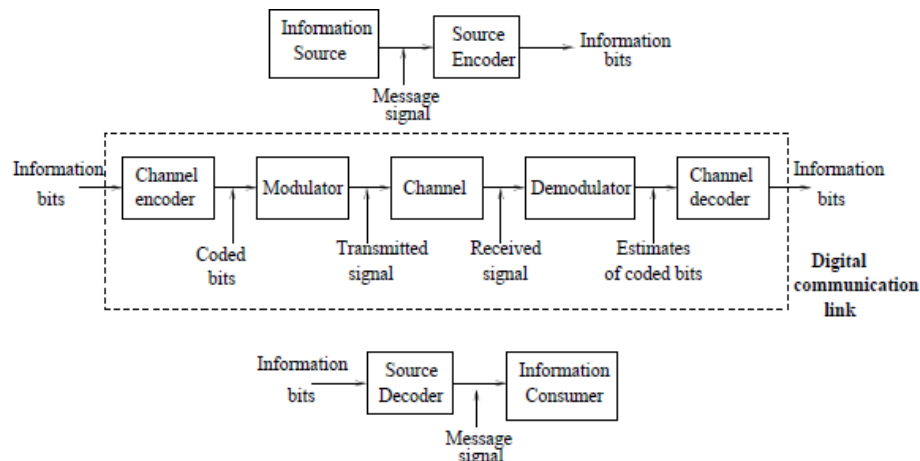 Information
Source
Source
Encoder
Information
bits
Message
signal
Information
bits
Channel
encoder
Modulator
Channel
Demodulator
Channel
decoder
Information
bits
Coded
bits
Transmitted
signal
Received
signal
Estimates
of coded bits
Digital
communication
link
Information
bits
Source
Decoder
Information
Consumer
Message
signal